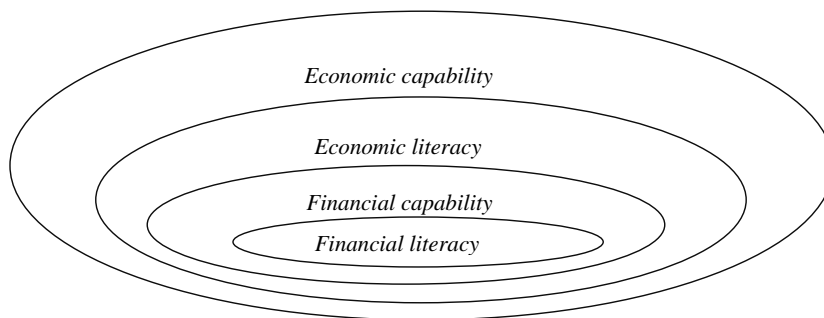 Economic capability
Economic literacy
Financial capability
Financial literacy